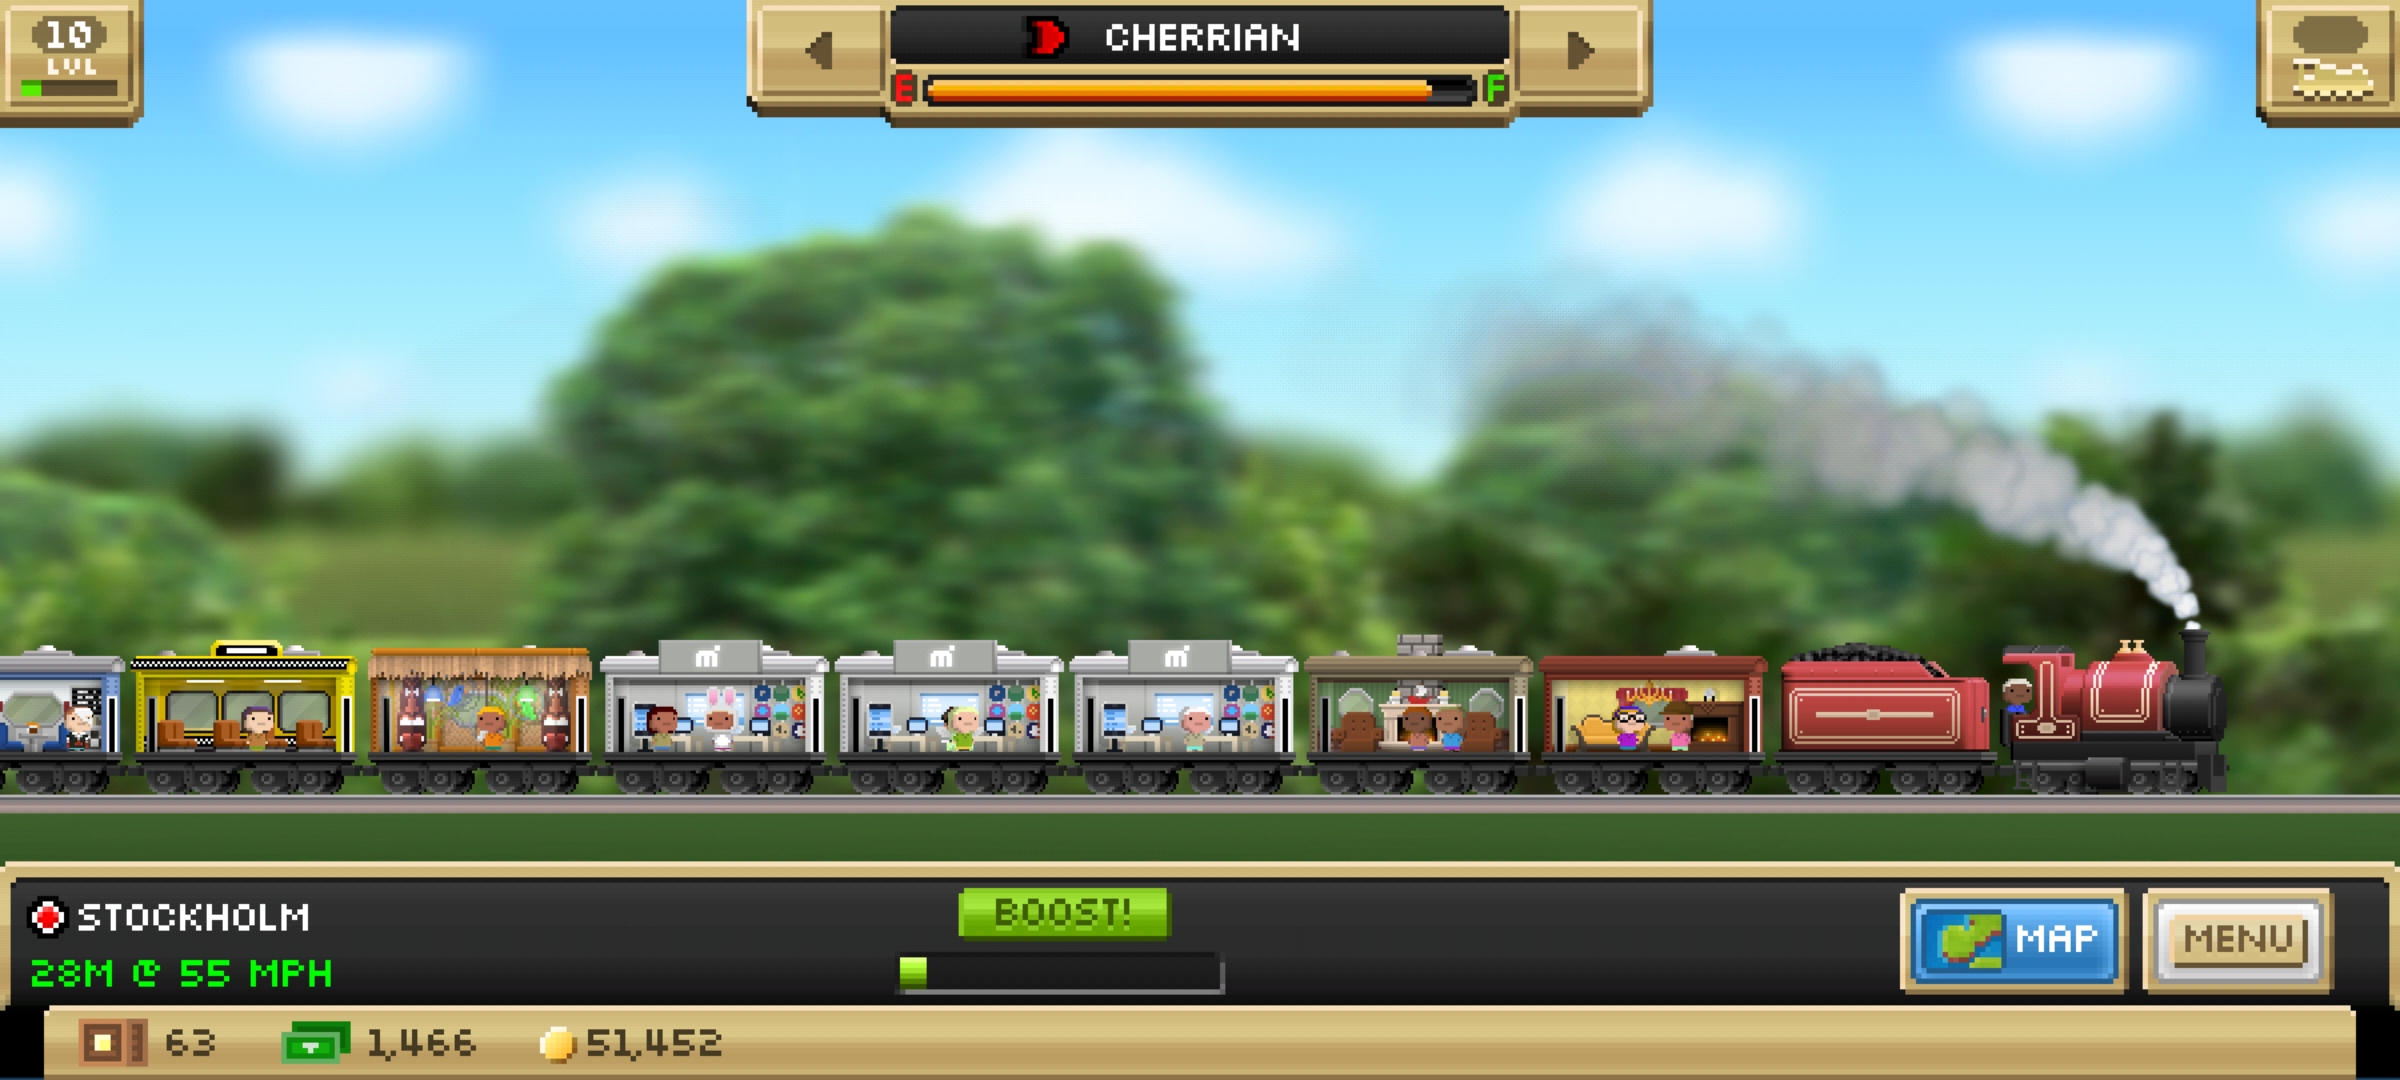 10
LVL
CHERRIAN
E F
m m m
STOCKHOLM
BOOST!
28M @ 55 MPH
MAP
MENU
63 1,466 51,452